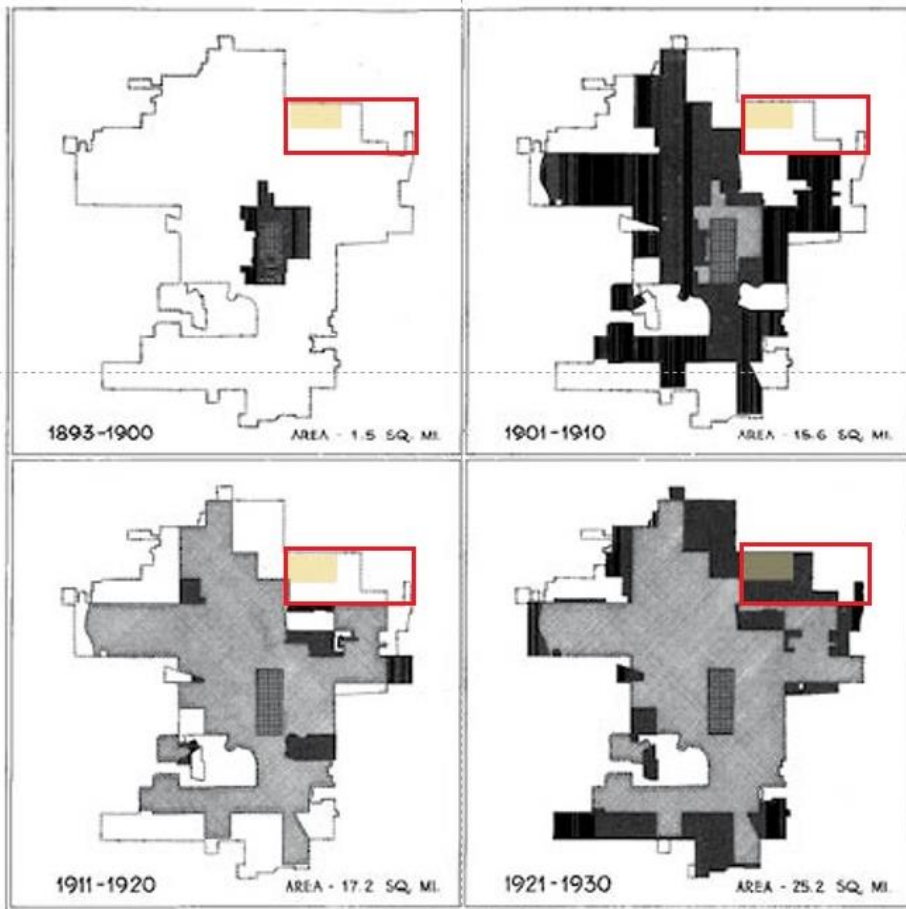 1893-1900 AREA - 1.5 SQ. MI.
1901-1910 AREA - 15.6 SQ. MI.
1911-1920 AREA - 17.2 SQ. MI.
1921-1930 AREA - 25.2 SQ. MI.